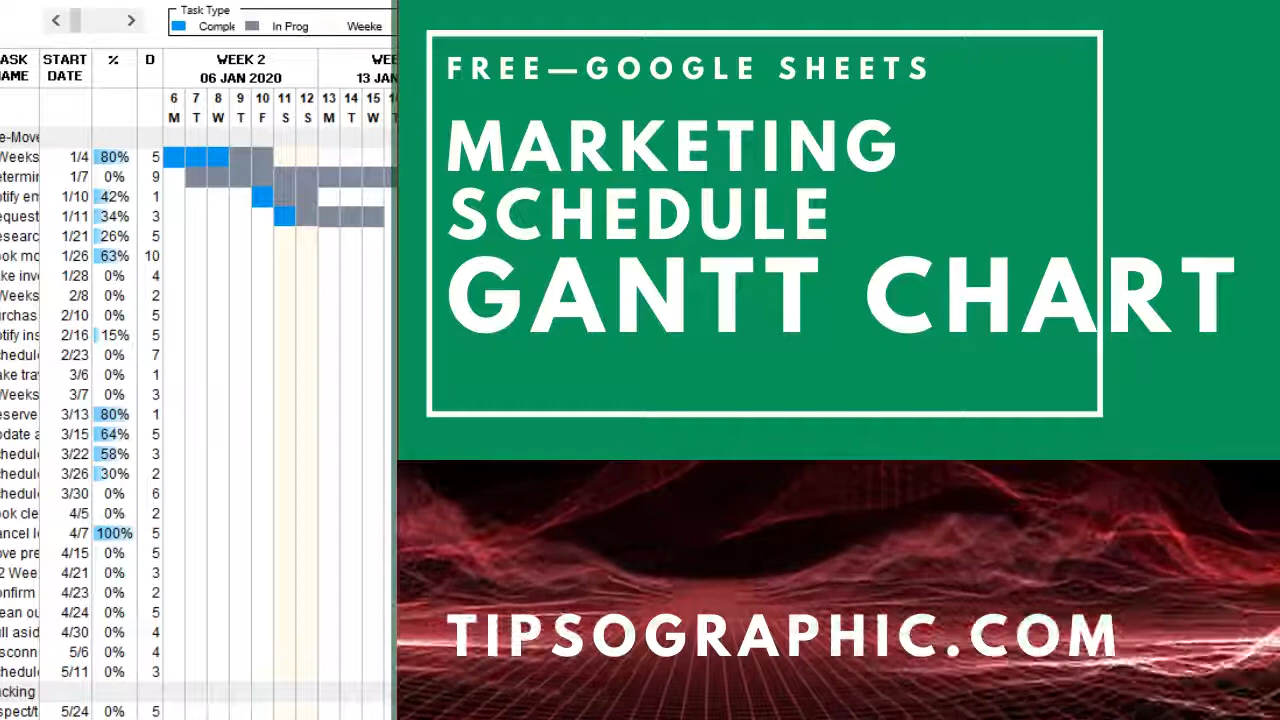 Task Type
In Prog
START
% D
DATE
WEEK 2
06 JAN 2020
6 7 8 9 10 11 12 13 14 15
M T W T F S S M T W
Weeks 1/4 80% 5
1/7 0% 9
1/10 42% 1
1/11 34% 3
1/21 26% 5
1/26 63% 10
1/28 0% 4
Weeks 2/8 0% 2
2/10 0% 5
2/16 15% 5
2/23 0% 7
3/6 0% 1
Weeks 3/7 0% 3
3/13 80% 1
3/15 64% 5
3/22 58% 3
3/26 30% 2
3/30 0% 6
4/5 0% 2
4/7 100% 5
4/15 0% 5
4/21 0% 3
4/23 0% 2
4/24 0% 5
4/30 0% 4
5/6 0% 4
5/11 0% 3
5/24 0% 5
FREE—GOOGLE SHEETS
MARKETING
SCHEDULE
GANTT CHART
TIPSOGRAPHIC.COM